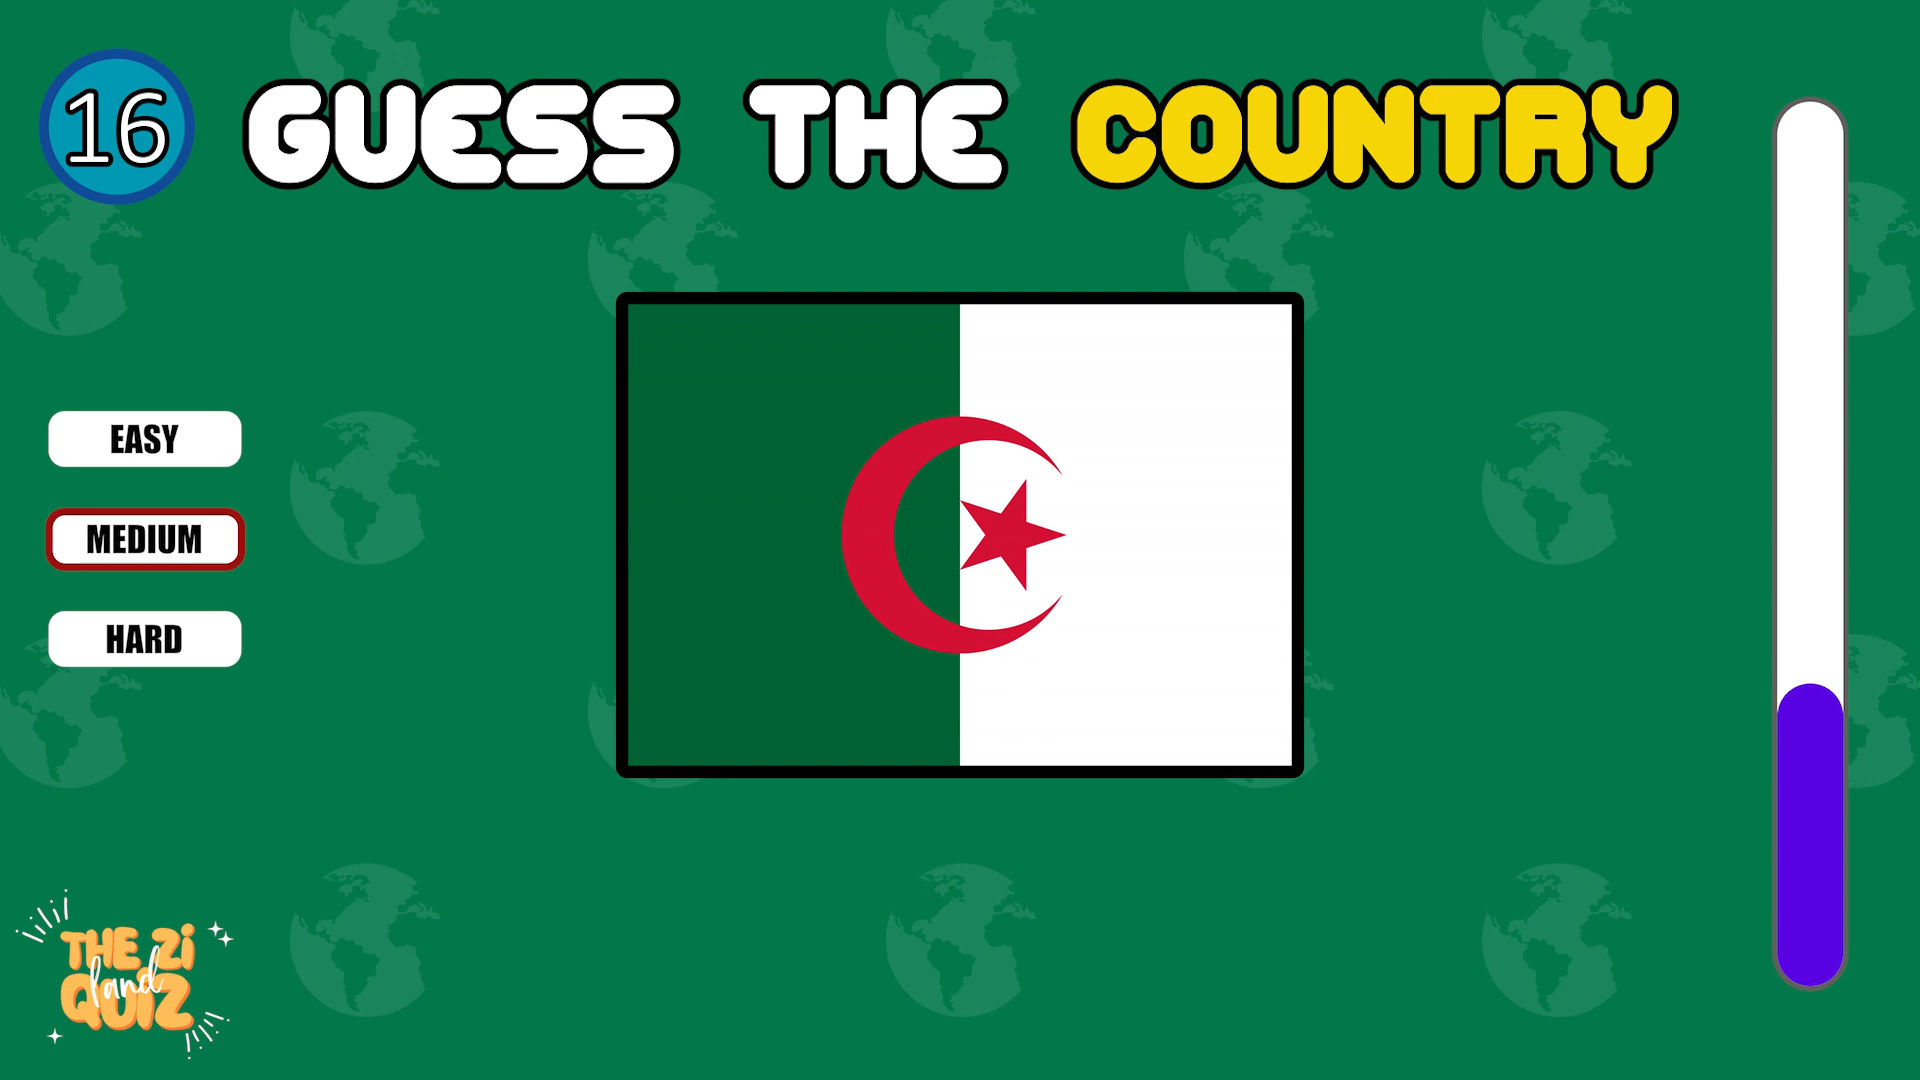 16
GUESS THE COUNTRY
EASY
MEDIUM
HARD
THE Zi
land
QUIZ